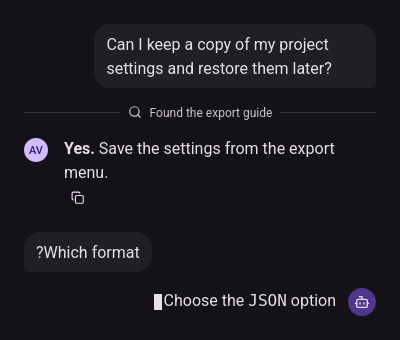 Can I keep a copy of my project
settings and restore them later?
Found the export guide
AV
Yes. Save the settings from the export
menu.
?Which format
Choose the JSON option